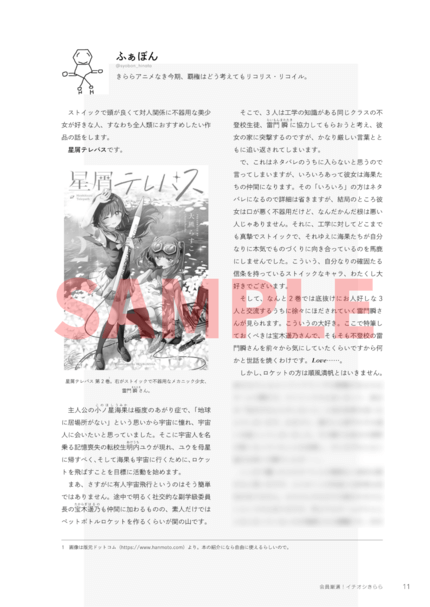 ふぁぼん
きららアニメなき今期、覇権はどう考えてもリコリス・リコイル。
ストイックで頭が良くて対人関係に不器用な美少
女が好きな人、すなわち全人類におすすめしたい作
品の話をします。
星屑テレパスです。
星屑テレパス
大熊らすこ
星屑テレパス 第2巻。右がストイックで不器用なメカニック少女、
雷門瞬さん。
主人公の小ノ星海果は極度のあがり症で、「地球
に居場所がない」という思いから宇宙に憧れ、宇宙
人に会いたいと思っていました。そこに宇宙人を名
乗る記憶喪失の転校生明内ユウが現れ、ユウを母星
に帰すべく、そして海果も宇宙に行くために、ロケッ
トを飛ばすことを目標に活動を始めます。
まあ、さすがに有人宇宙飛行というのはそう簡単
ではありません。途中で明るく社交的な副学級委員
長の宝木遥乃も仲間に加わるものの、素人だけでは
ペットボトルロケットを作るくらいが関の山です。
そこで、3人は工学の知識がある同じクラスの不
登校生徒、雷門瞬に協力してもらおうと考え、彼
女の家に突撃するのですが、かなり厳しい言葉とと
もに追い返されてしまいます。
で、これはネタバレのうちに入らないと思うので
言ってしまいますが、いろいろあって彼女は海果た
ちの仲間になります。その「いろいろ」の方はネタ
バレになるので詳細は省きますが、結局のところ彼
女は口が悪く不器用だけど、なんだかんだ根は悪い
人じゃありません。それに、工学に対してどこまで
も真摯でストイックで、それゆえに海果たちが自分
なりに本気でものづくりに向き合っているのを馬鹿
にしませんでした。こういう、自分なりの確固たる
信条を持っているストイックなキャラ、わたくし大
好きでございます。
そして、なんと2巻では底抜けにお人好しな3
人と交流するうちに徐々にほだされていく雷門瞬さ
んが見られます。こういうの大好き。ここで特筆し
ておくべきは宝木遥乃さんで、そもそも不登校の雷
門瞬さんを前々から気にしていたくらいですから何
かと世話を焼くわけです。Love……。
しかし、ロケットの方は順風満帆とはいきません。
SAMPLE
1 画像は版元ドットコム（https://www.hanmoto.com）より。本の紹介になら自由に使えるらしいので。
会員厳選！イチオシきらら
11